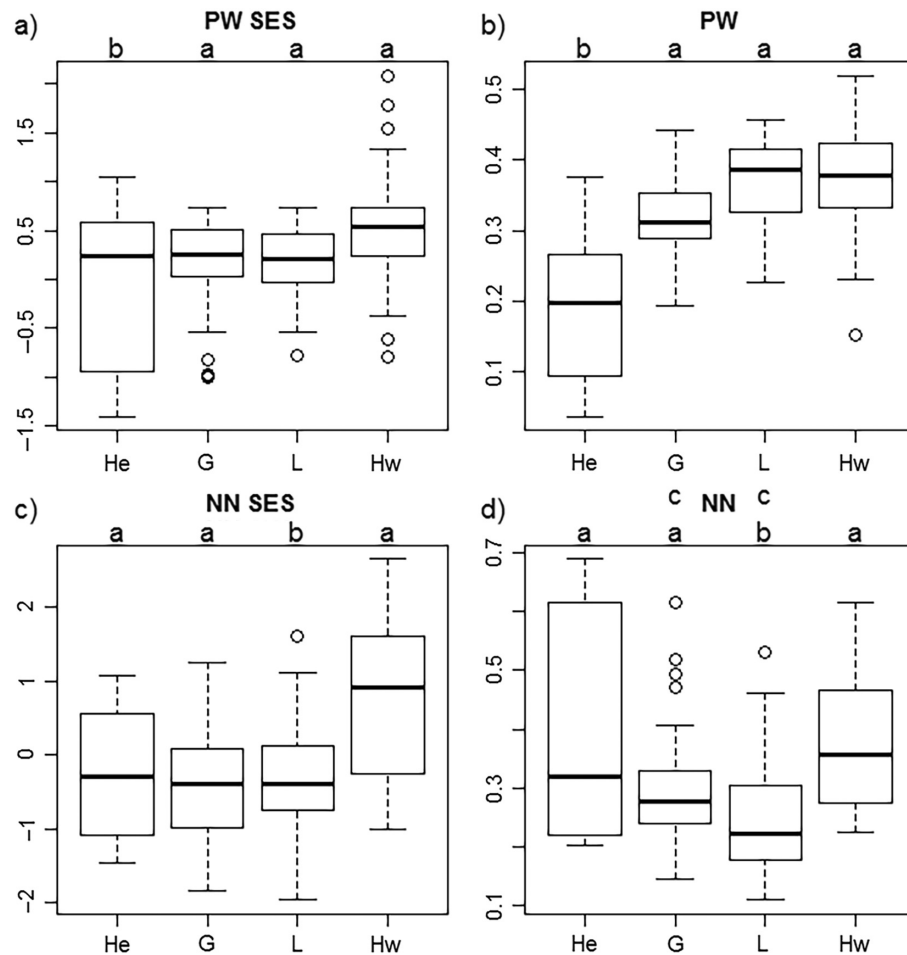 a) PW SES
b a a a
1.5
0.5
−0.5
−1.5
He G L Hw
b) PW
b a a a
0.5
0.4
0.3
0.2
0.1
He G L Hw
c) NN SES
a a b a
2
1
0
−1
−2
He G L Hw
c c
d) NN
a a b a
0.7
0.5
0.3
0.1
He G L Hw